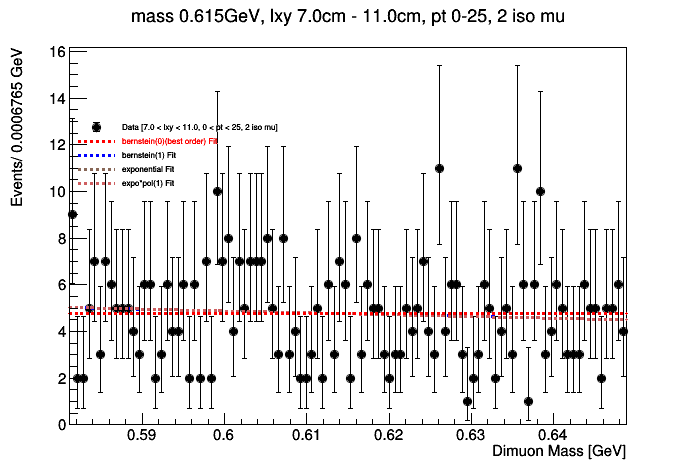 mass 0.615GeV, lxy 7.0cm - 11.0cm, pt 0-25, 2 iso mu
Events/ 0.0006765 GeV
16
14
12
10
8
6
4
2
0
Data [7.0 < lxy < 11.0, 0 < pt < 25, 2 iso mu]
bernstein(0)(best order) Fit
bernstein(1) Fit
exponential Fit
expo*pol(1) Fit
0.59 0.6 0.61 0.62 0.63 0.64
Dimuon Mass [GeV]